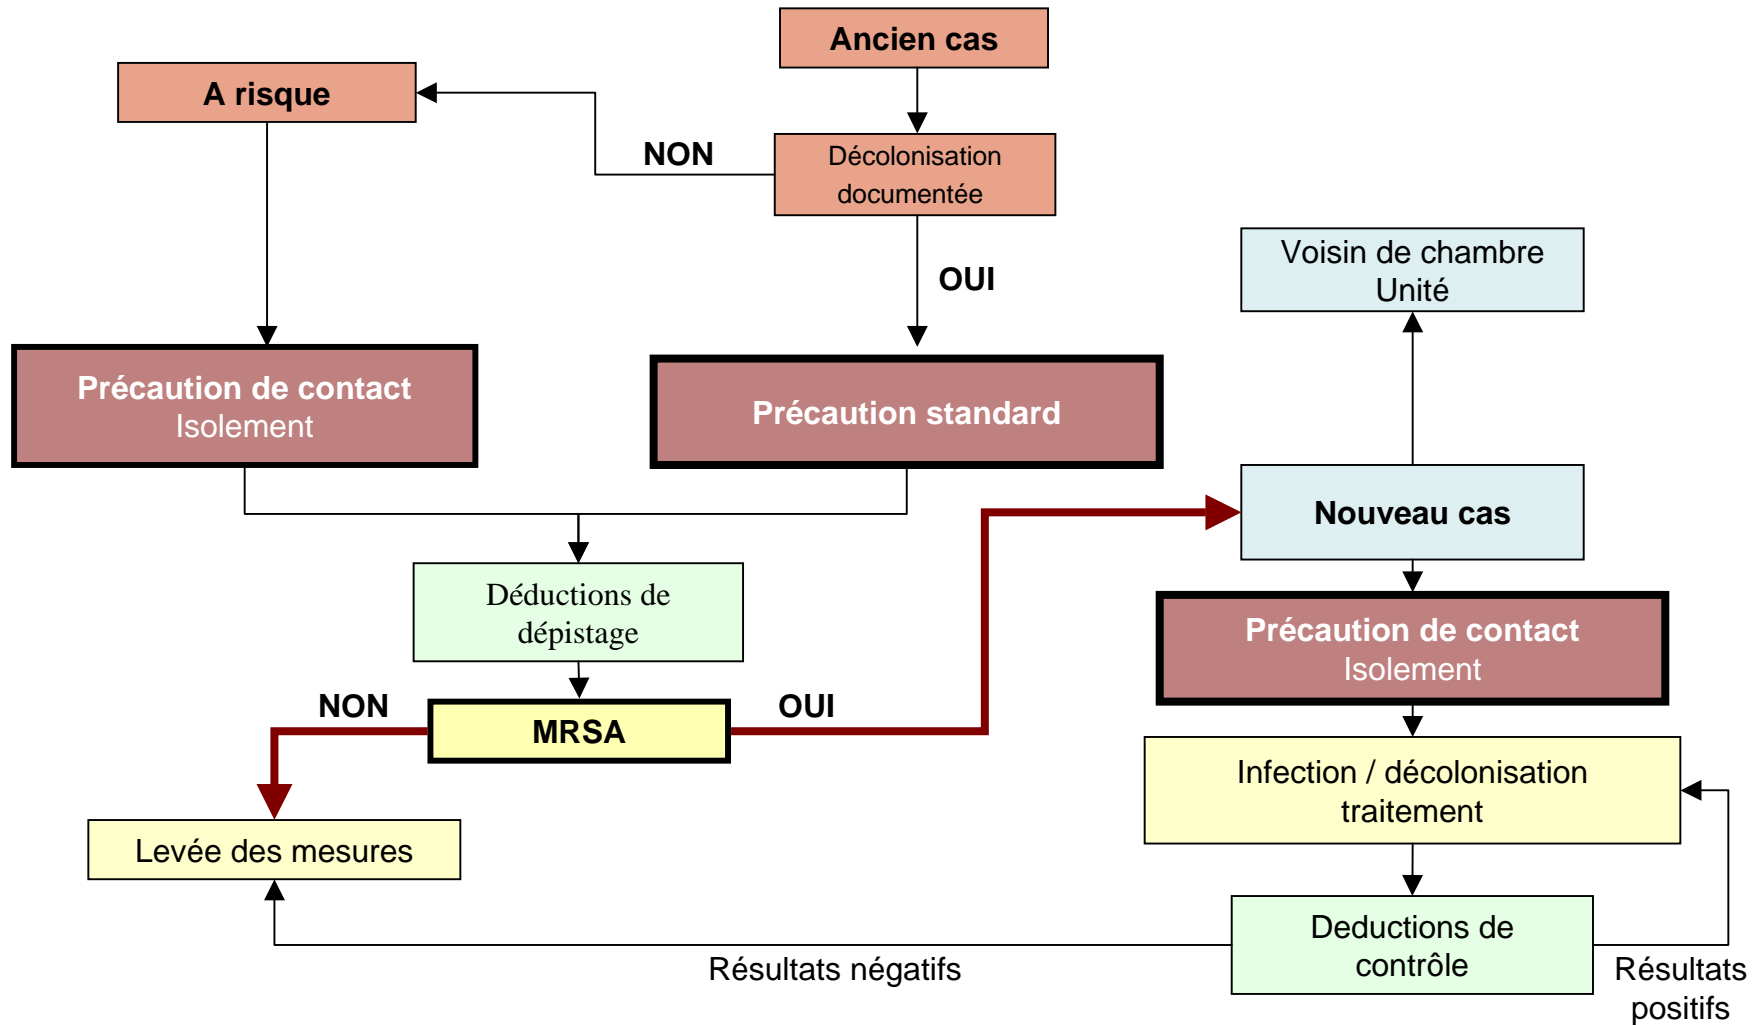 Ancien cas
A risque
NON
Décolonisation
documentée
OUI
Voisin de chambre
Unité
Précaution de contact
Isolement
Précaution standard
Nouveau cas
Déductions de
dépistage
Précaution de contact
Isolement
NON
MRSA
OUI
Infection / décolonisation
traitement
Levée des mesures
Deductions de
contrôle
Résultats négatifs
Résultats
positifs